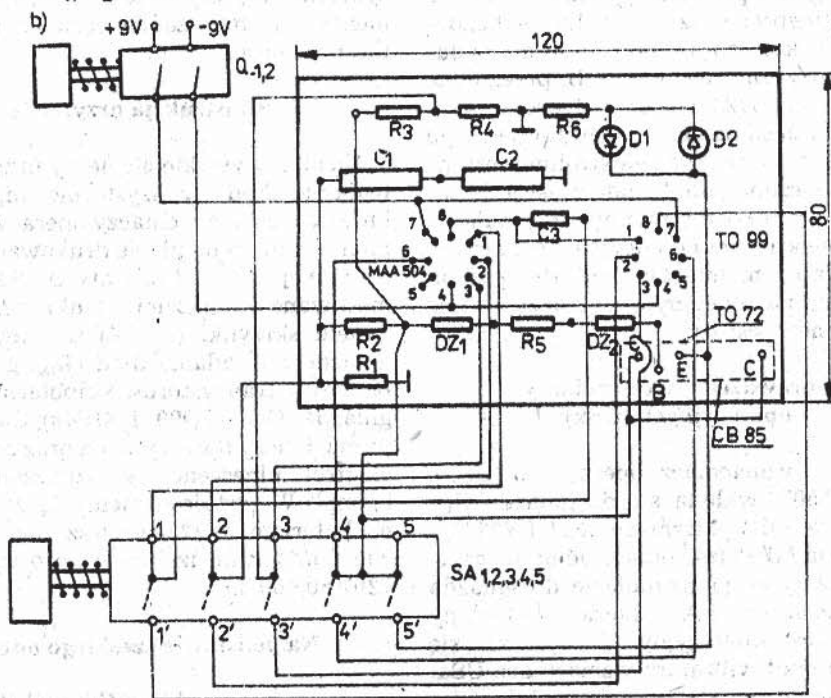 b)
+9V -9V
Q-1,2
120
80
R3 R4 R6
D1 D2
C1 C2
C3
7 8 1
6 MAA 504 2
5 4 3
8 7
1
2 6
3 4 5
TO 99
TO 72
R2 DZ1 R5 DZ2
R1
E B E C
CB 85
1 2 3 4 5
SA 1,2,3,4,5
1' 2' 3' 4' 5'